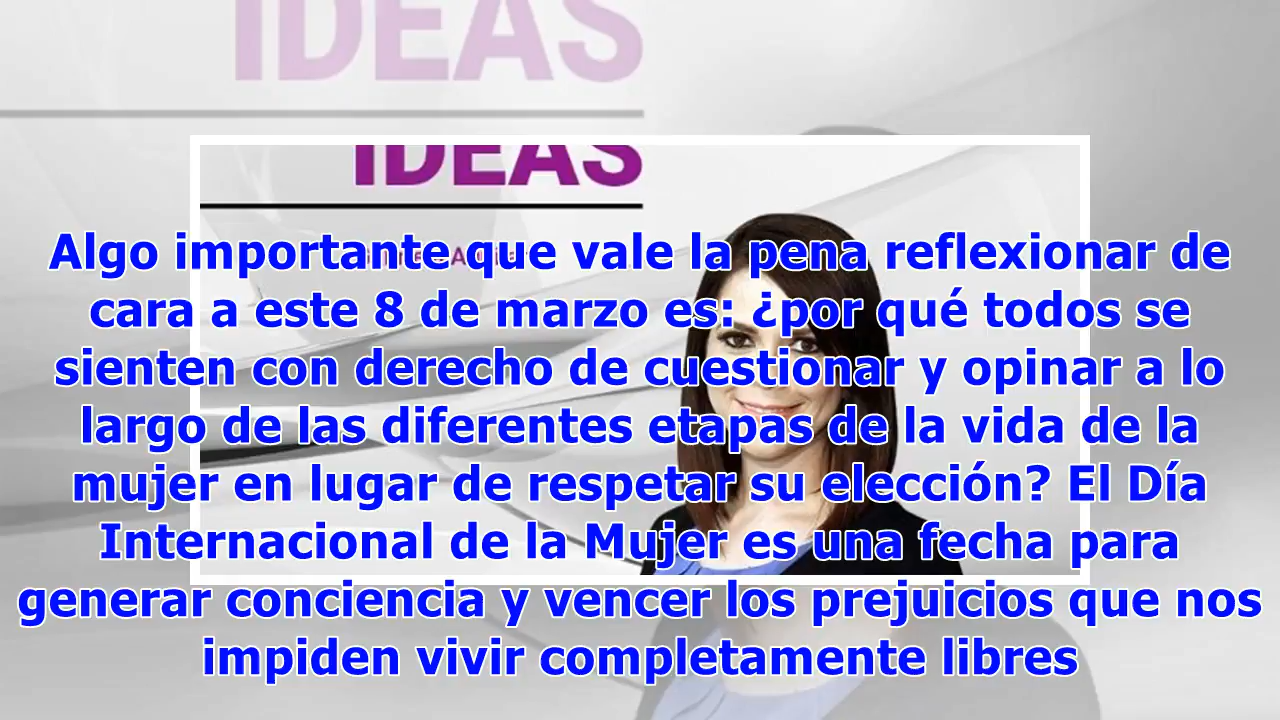 IDEAS
IDEAS
Algo importante que vale la pena reflexionar de
cara a este 8 de marzo es: ¿por qué todos se
sienten con derecho de cuestionar y opinar a lo
largo de las diferentes etapas de la vida de la
mujer en lugar de respetar su elección? El Día
Internacional de la Mujer es una fecha para
generar conciencia y vencer los prejuicios que nos
impiden vivir completamente libres